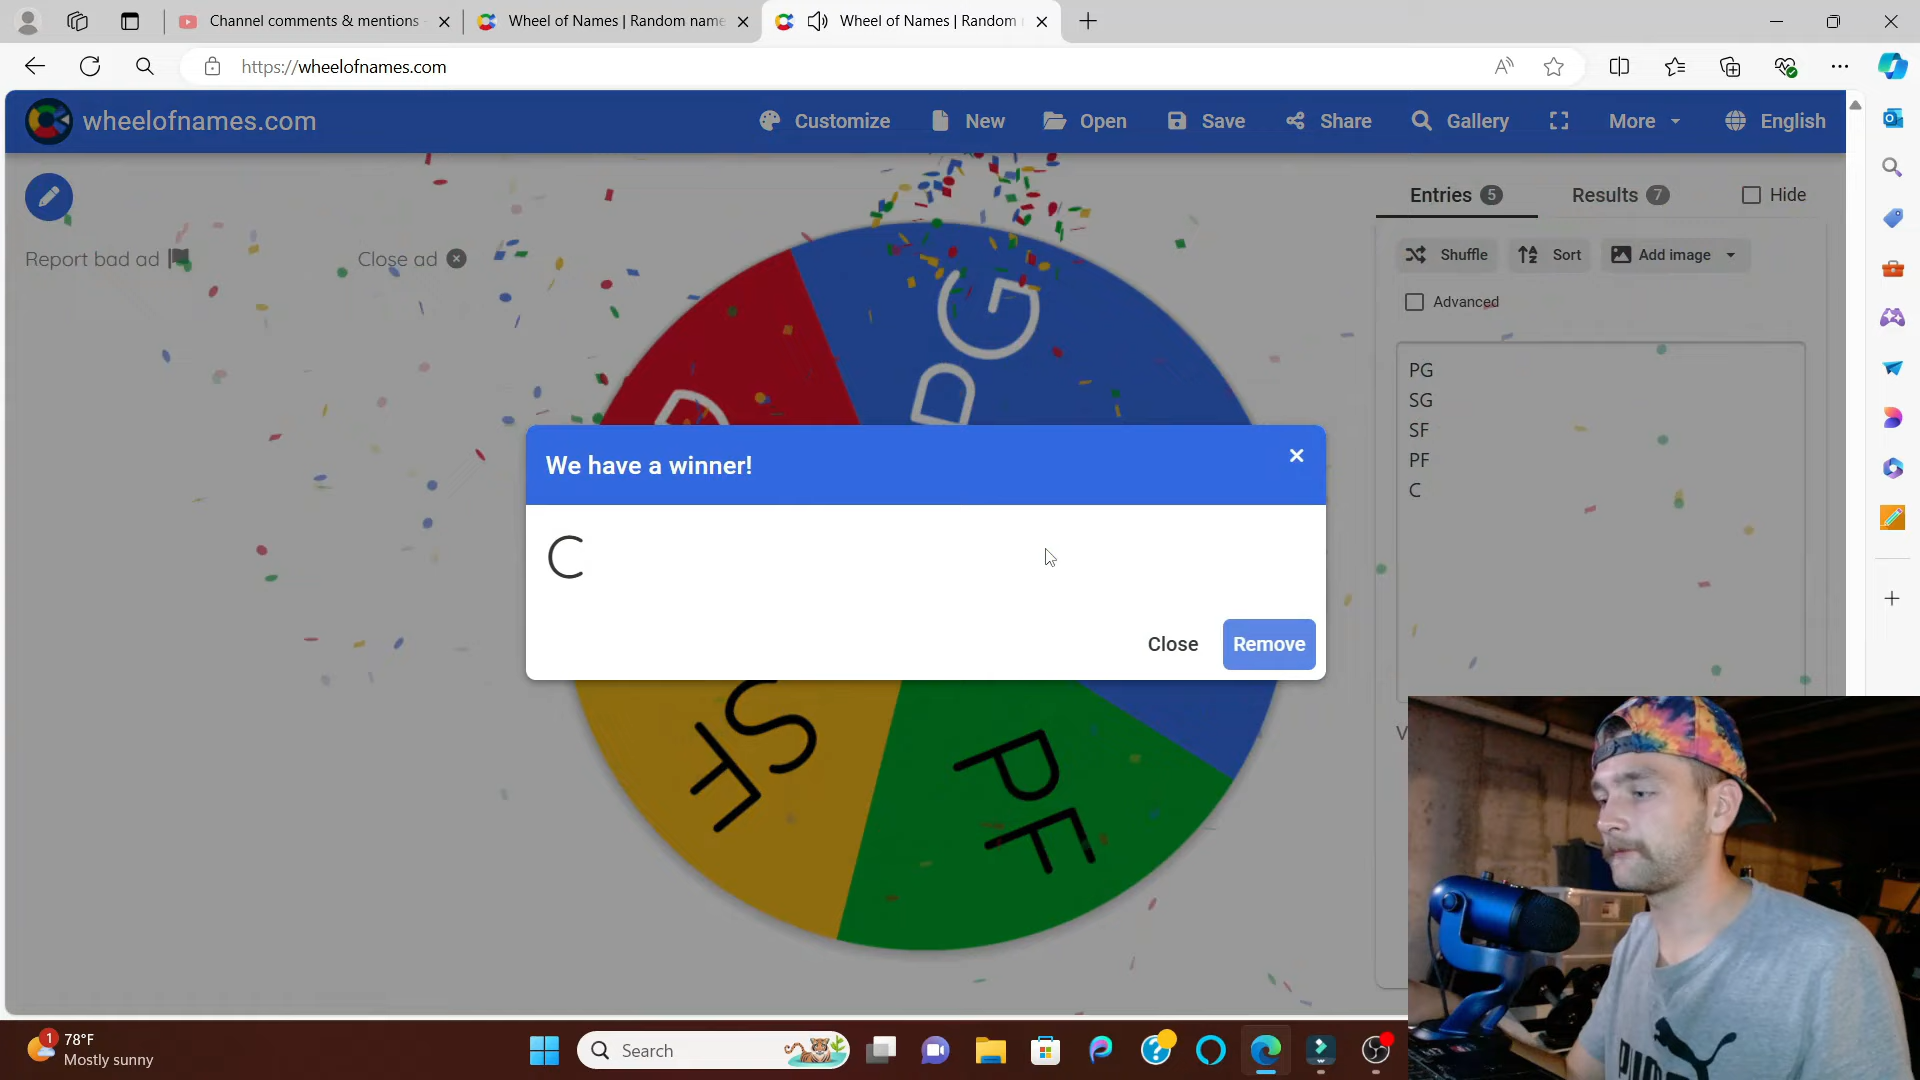 Channel comments & mentions
Wheel of Names | Random name
Wheel of Names | Random
https://wheelofnames.com
wheelofnames.com
Customize
New
Open
Save
Share
Gallery
More
English
Entries 5
Results 7
Hide
Report bad ad
Close ad
Shuffle
Sort
Add image
Advanced
PG
SG
SF
PF
C
PG
We have a winner!
C
Close
Remove
SF
PF
1
78°F
Mostly sunny
Search